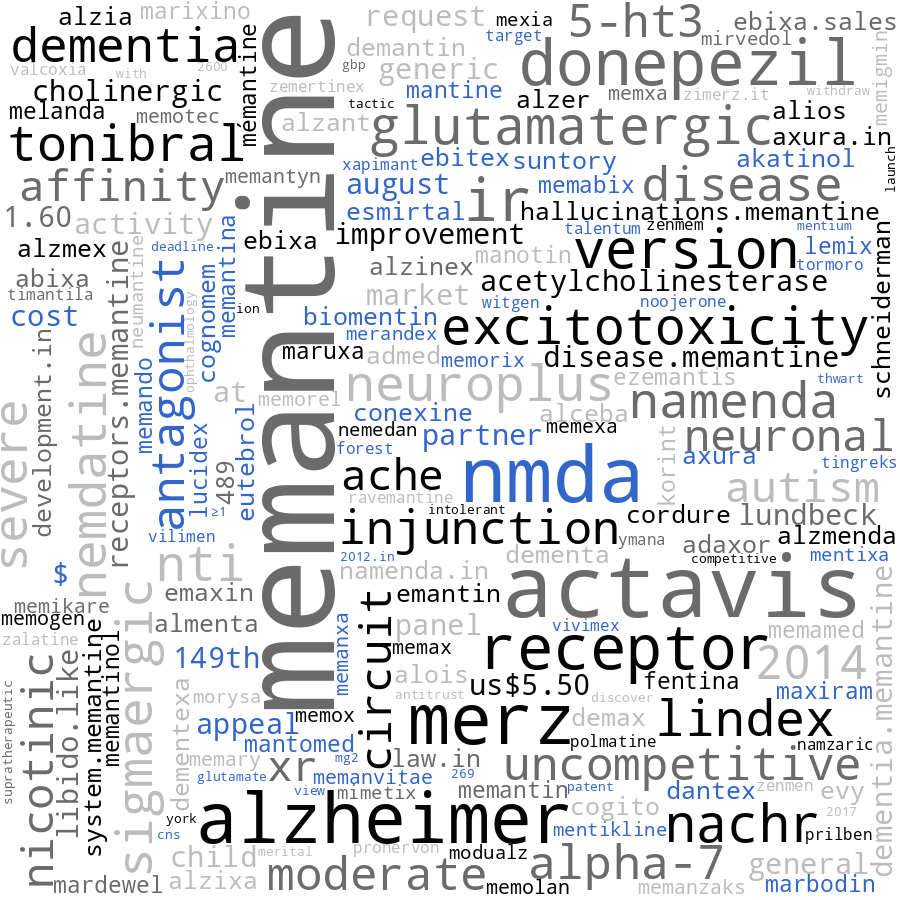 alzia
marixino
request
mexia
5-ht3
ebixa.sales
dementia
memantine
memantine
demantin
target
mirvedol
valcoxia
with
2600
gbp
generic
donepezil
memigmin
cholinergic
zemertinex
mantine
alzer
memxa
zimerz.it
withdraw
melanda
memotec
alzant
tactic
glutamatergic
alios
axura.in
tonibral
xapimant
ebitex
suntory
akatinol
launch
affinity
memantyn
august
ir
memabix
disease
1.60
activity
esmirtal
hallucinations.memantine
alzmex
deadline
memantina
ebixa
improvement
talentum
zenmem
mentium
abixa
receptors.memantine
neumantine
antagonist
cognomem
alzinex
manotin
version
lemix
tormoro
timantila
ophthalmology
ion
market
acetylcholinesterase
schneiderman
cost
biomentin
witgen
noojerone
merandex
excitotoxicity
development.in
nemdatine
memando
maruxa
admed
memorix
disease.memantine
severe
at
memorel
neuroplus
ezemantis
thwart
lucidex
489
eutebrol
conexine
alceba
namenda
nemedan
partner
memexa
neuronal
forest
axura
tingreks
ache
nmda
korint
autism
≥1
ravemantine
intolerant
cordure
lundbeck
vilimen
injunction
ymana
adaxor
alzmenda
$
nti
2012.in
dementa
competitive
mentixa
namenda.in
emaxin
emantin
actavis
memikare
sigmaergic
circuit
memogen
almenta
memanxa
panel
vivimex
memamed
dementia.memantine
zalatine
system.memantine
memantinol
149th
memax
receptor
2014
nicotinic
libido.like
dementexa
morysa
alois
us$5.50
fentina
maxiram
supratherapeutic
antitrust
discover
appeal
memox
merz
demax
lindex
mantomed
polmatine
namzaric
memary
xr
mg2
law.in
uncompetitive
glutamate
memanvitae
269
view
mimetix
memantin
patent
dantex
zenmen
evy
york
alzheimer
cogito
2017
cns
mentikline
nachr
prilben
child
merital
pronervon
modualz
alpha-7
general
mardewel
alzixa
moderate
memolan
memanzaks
marbodin